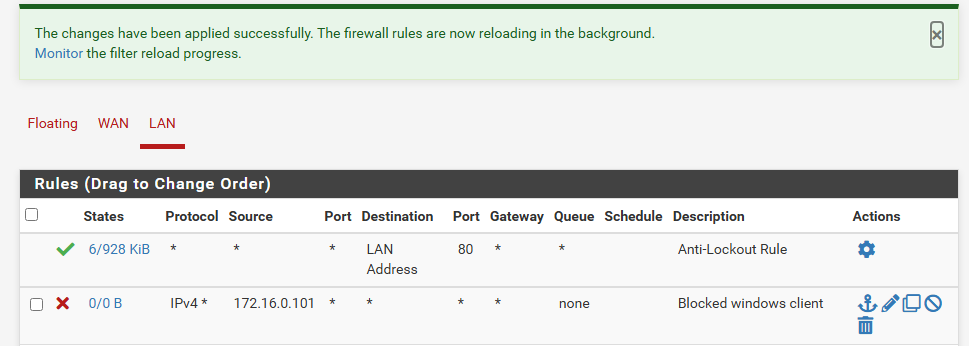 The changes have been applied successfully. The firewall rules are now reloading in the background.
Monitor the filter reload progress.
Floating WAN LAN
Rules (Drag to Change Order)
States Protocol Source Port Destination Port Gateway Queue Schedule Description Actions
6/928 KiB * * * LAN Address 80 * * Anti-Lockout Rule
0/0 B IPv4 * 172.16.0.101 * * * * none Blocked windows client